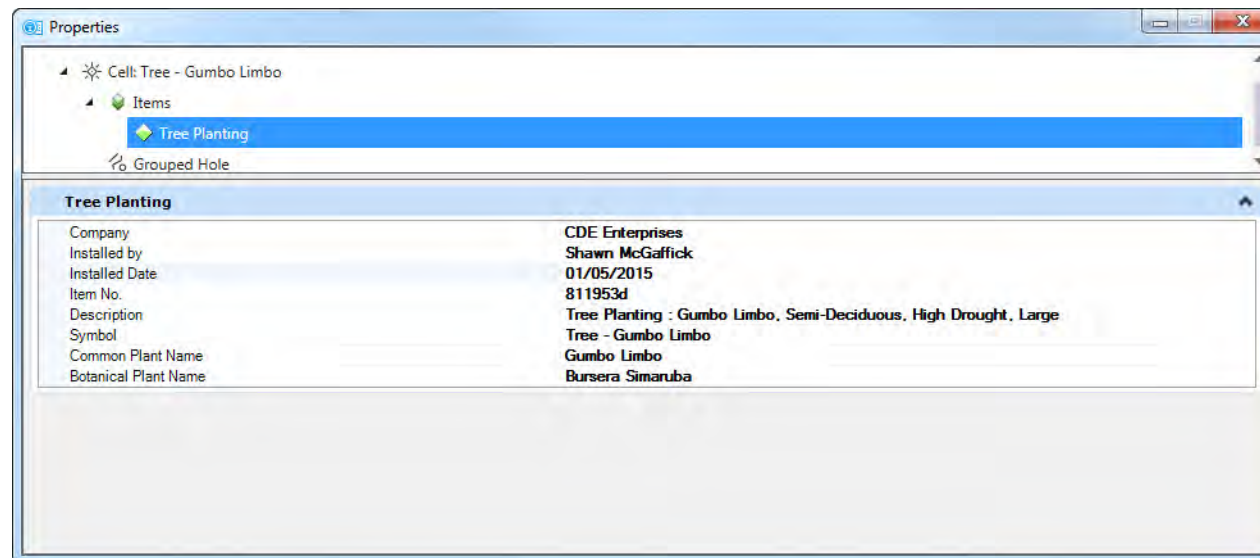 Properties
Cell: Tree - Gumbo Limbo
Items
Tree Planting
Grouped Hole
Tree Planting
Company CDE Enterprises
Installed by Shawn McGaffick
Installed Date 01/05/2015
Item No. 811953d
Description Tree Planting : Gumbo Limbo, Semi-Deciduous, High Drought, Large
Symbol Tree - Gumbo Limbo
Common Plant Name Gumbo Limbo
Botanical Plant Name Bursera Simaruba